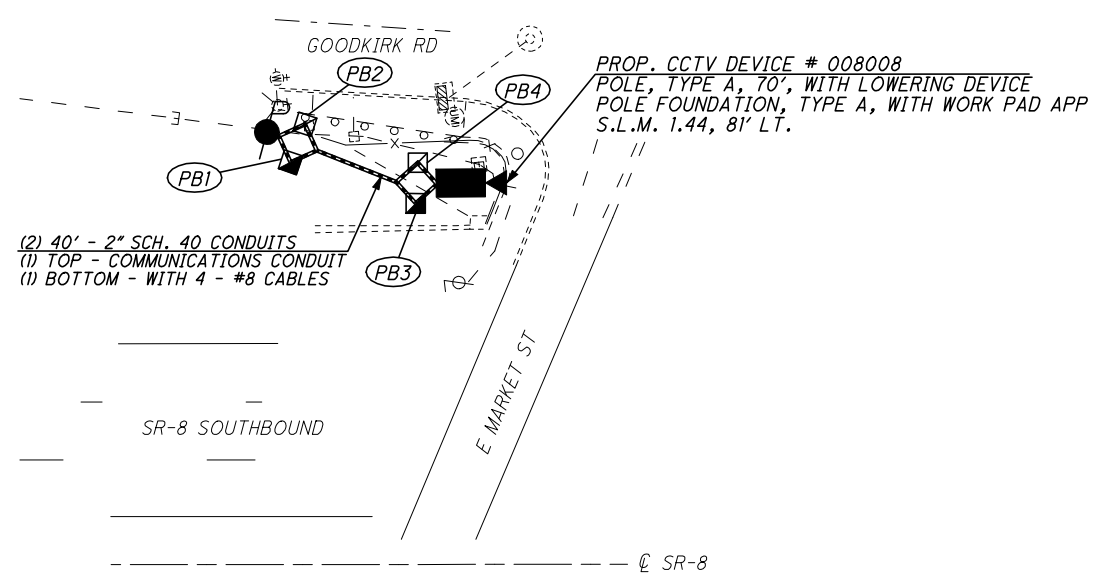 GOODKIRK RD
PROP. CCTV DEVICE # 008008
POLE, TYPE A, 70', WITH LOWERING DEVICE
POLE FOUNDATION, TYPE A, WITH WORK PAD APP
S.L.M. 1.44, 81' LT.
PB2
PB4
E
PB1
X
(2) 40' - 2" SCH. 40 CONDUITS
(1) TOP - COMMUNICATIONS CONDUIT
(1) BOTTOM - WITH 4 - #8 CABLES
PB3
E MARKET ST
SR-8 SOUTHBOUND
℄ SR-8